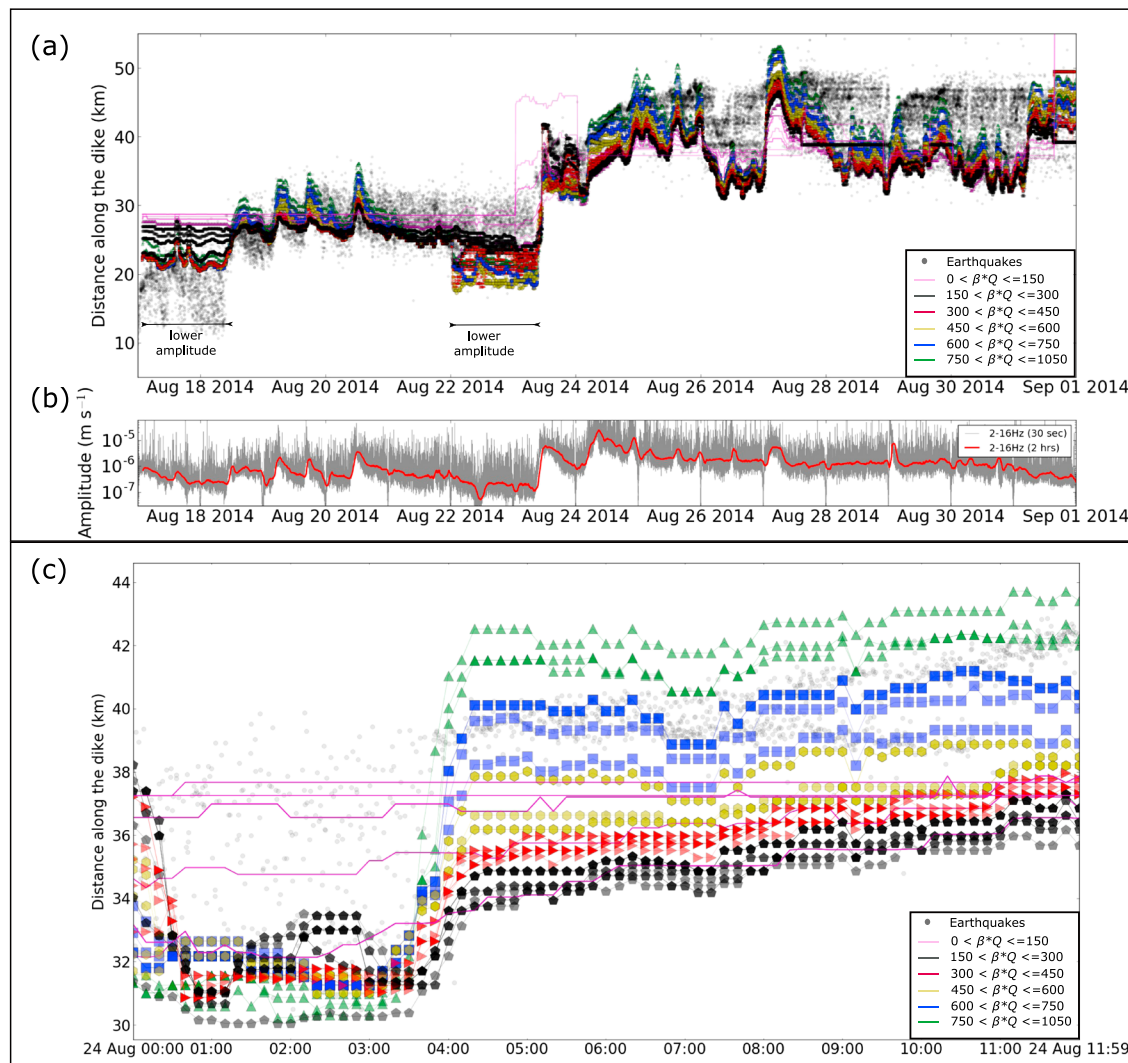 (a)
Distance along the dike (km)
50
40
30
20
10
lower
amplitude
lower
amplitude
Earthquakes
0 < β*Q <=150
150 < β*Q <=300
300 < β*Q <=450
450 < β*Q <=600
600 < β*Q <=750
750 < β*Q <=1050
Aug 18 2014 Aug 20 2014 Aug 22 2014 Aug 24 2014 Aug 26 2014 Aug 28 2014 Aug 30 2014 Sep 01 2014
(b)
Amplitude (m s⁻¹)
10⁻⁵
10⁻⁶
10⁻⁷
2-16Hz (30 sec)
2-16Hz (2 hrs)
Aug 18 2014 Aug 20 2014 Aug 22 2014 Aug 24 2014 Aug 26 2014 Aug 28 2014 Aug 30 2014 Sep 01 2014
(c)
Distance along the dike (km)
44
42
40
38
36
34
32
30
Earthquakes
0 < β*Q <=150
150 < β*Q <=300
300 < β*Q <=450
450 < β*Q <=600
600 < β*Q <=750
750 < β*Q <=1050
24 Aug 00:00 01:00 02:00 03:00 04:00 05:00 06:00 07:00 08:00 09:00 10:00 11:00 24 Aug 11:59